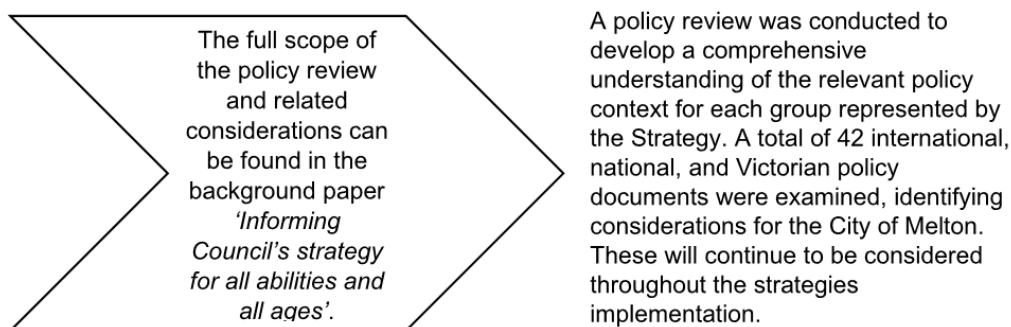 The full scope of
the policy review
and related
considerations can
be found in the
background paper
‘Informing
Council’s strategy
for all abilities and
all ages’.
A policy review was conducted to
develop a comprehensive
understanding of the relevant policy
context for each group represented by
the Strategy. A total of 42 international,
national, and Victorian policy
documents were examined, identifying
considerations for the City of Melton.
These will continue to be considered
throughout the strategies
implementation.